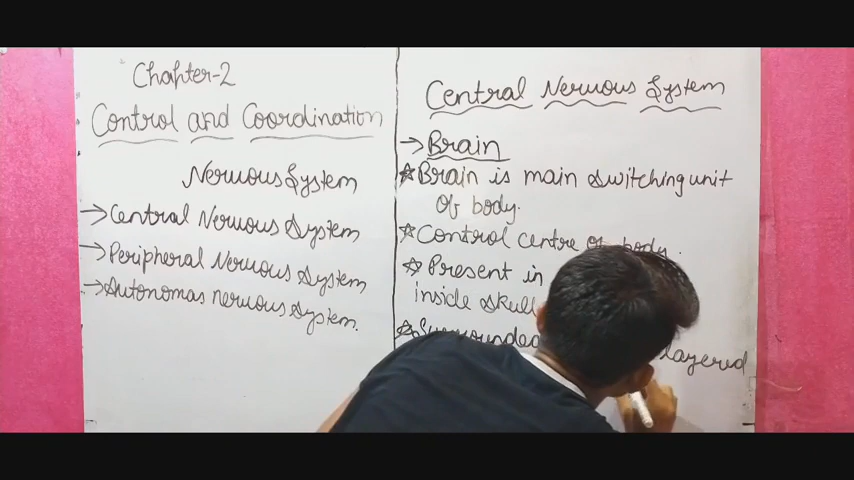 Chapter-2
Control and Coordination
Nervous System
→ Central Nervous System
→ Peripheral Nervous System
→ Autonomas nervous System.
Central Nervous System
→ Brain
☆ Brain is main switching unit
of body.
☆ Control centre of body.
☆ Present in
inside skull
☆ Surrounded
layered